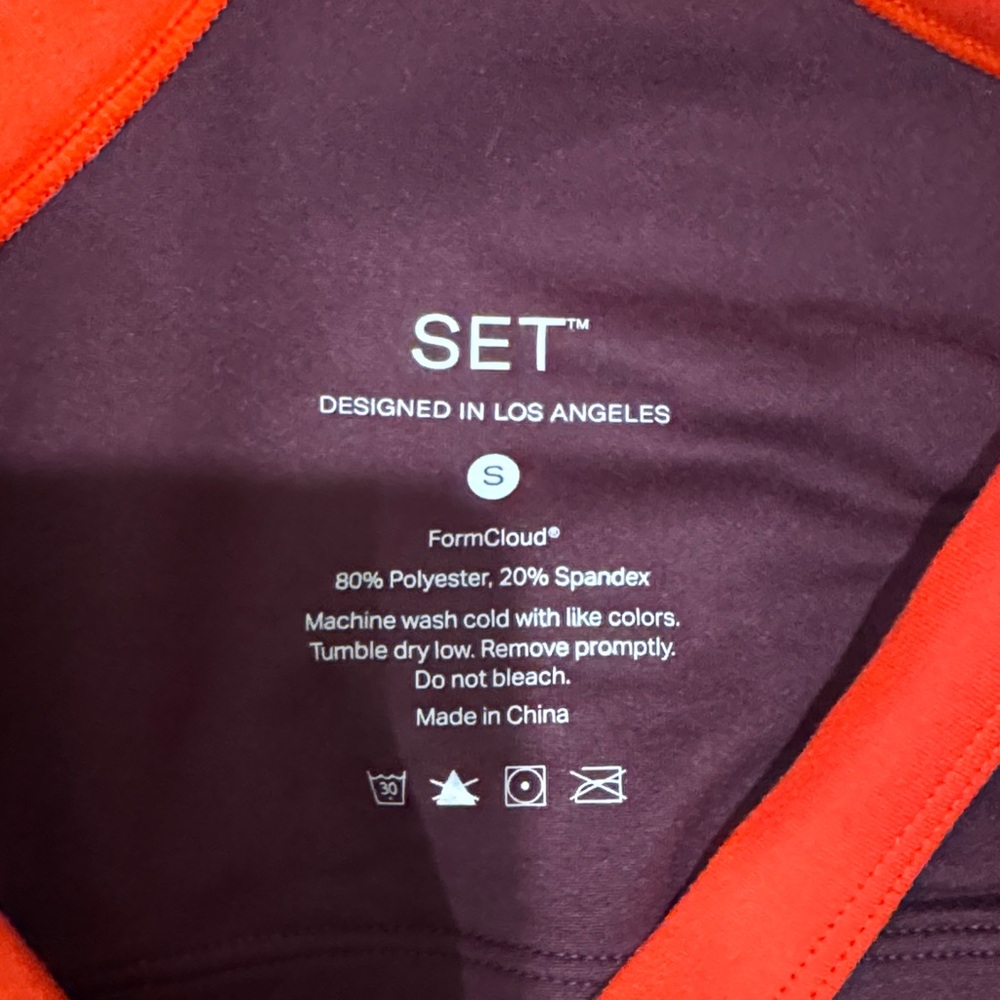 SET™
DESIGNED IN LOS ANGELES
S
FormCloud®
80% Polyester, 20% Spandex
Machine wash cold with like colors.
Tumble dry low. Remove promptly.
Do not bleach.
Made in China
30